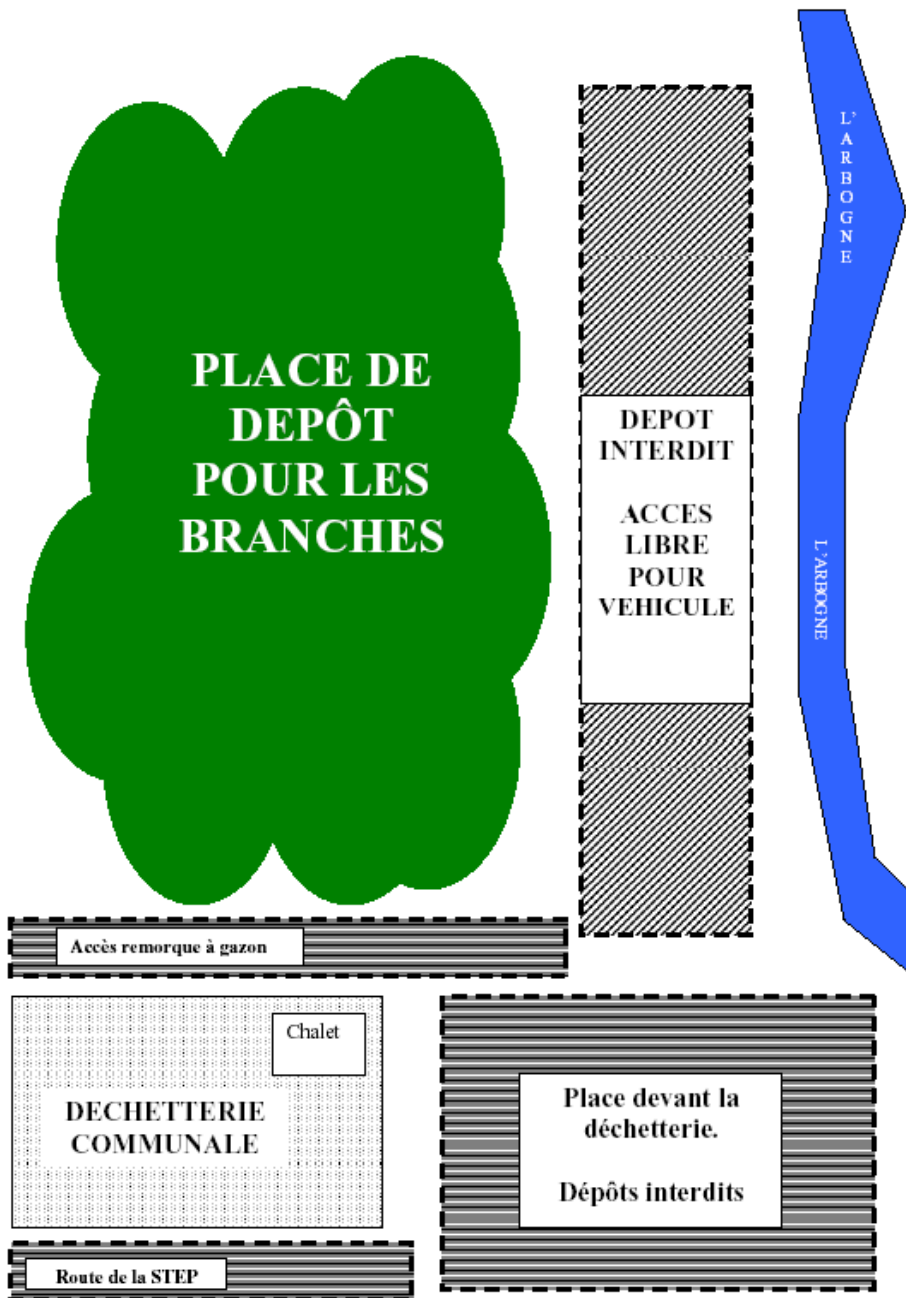 L'ARBOGNE
PLACE DE
DEPÔT
POUR LES
BRANCHES
DEPOT
INTERDIT
ACCES
LIBRE
POUR
VEHICULE
L'ARBOGNE
Accès remorque à gazon
Chalet
DECHETTERIE
COMMUNALE
Place devant la
déchetterie.
Dépôts interdits
Route de la STEP